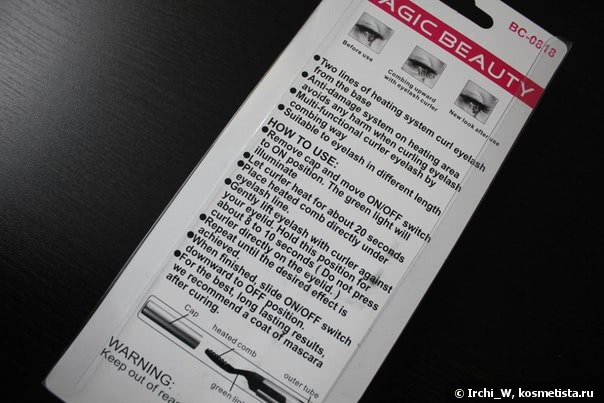 AGIC BEAUTY
BC-0818
Before use
Combing upward
with eyelash curler
New look after use
●Two lines of heating system curl eyelash
from the base
●Anti-damage system on heating area
avoids any harm when curling eyelash
●Multi-functional curler eyelash by
combing way
●Suitable to eyelash in different length
HOW TO USE:
●Remove cap and move ON/OFF switch
to ON position. The green light will
illuminate
●Let curler heat for about 20 seconds
●Place heated comb directly under
eyelash line.
●Gently lift eyelash with curler against
your eyelid. Hold this position for
about 8 to 10 seconds ( Do not press
curler directly on the eyelid. )
●Repeat until the desired effect is
achieved.
●When finished, slide ON/OFF switch
downward to OFF position.
●For the best, long lasting results,
we recommend a coat of mascara
after curing.
Cap
heated comb
green
outer tube
WARNING:
Keep out of
© Irchi_W, kosmetista.ru